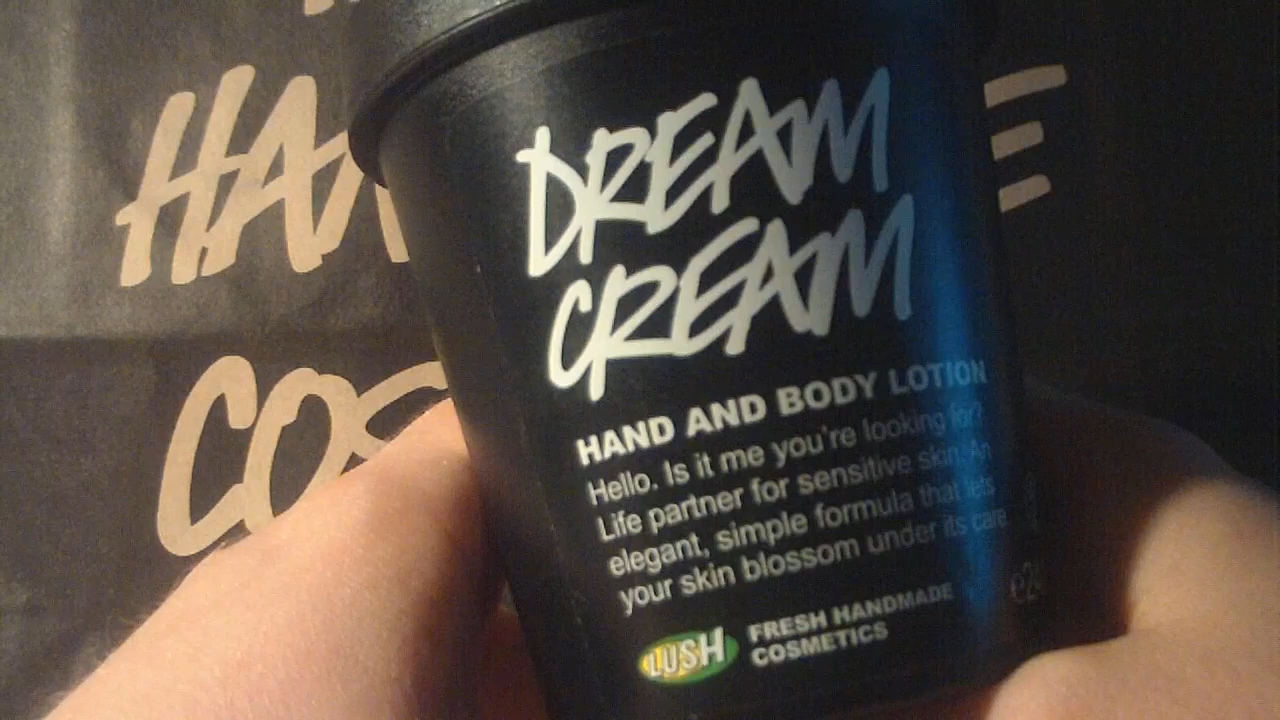 DREAM
CREAM
HAND AND BODY LOTION
Hello. Is it me you're looking for?
Life partner for sensitive skin. An
elegant, simple formula that lets
your skin blossom under its care.
LUSH
FRESH HANDMADE
COSMETICS